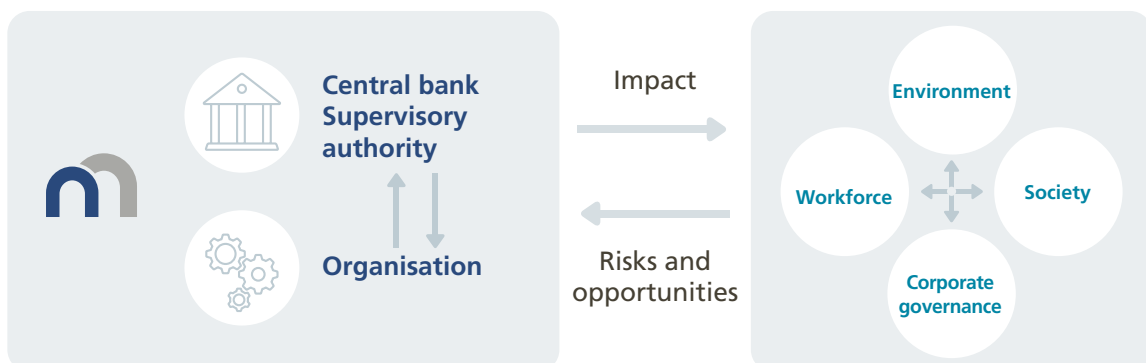 Central bank
Supervisory
authority
Organisation
Impact
Risks and
opportunities
Environment
Workforce
Society
Corporate
governance